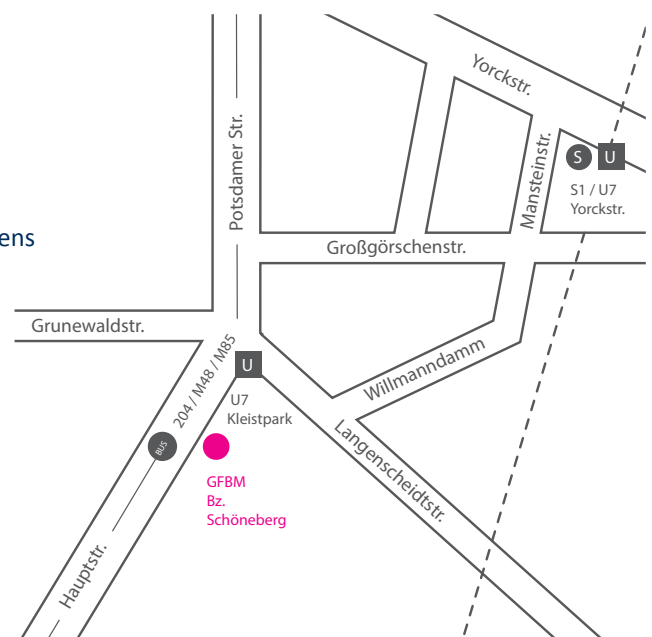 Yorckstr.
Potsdamer Str.
Mansteinstr.
S
U
S1 / U7
Yorckstr.
ens
Großgörschenstr.
Grunewaldstr.
204 / M48 / M85
U
Willmanndamm
U7
Kleistpark
BUS
Langenscheidtstr.
GFBM
Bz.
Schöneberg
Hauptstr.